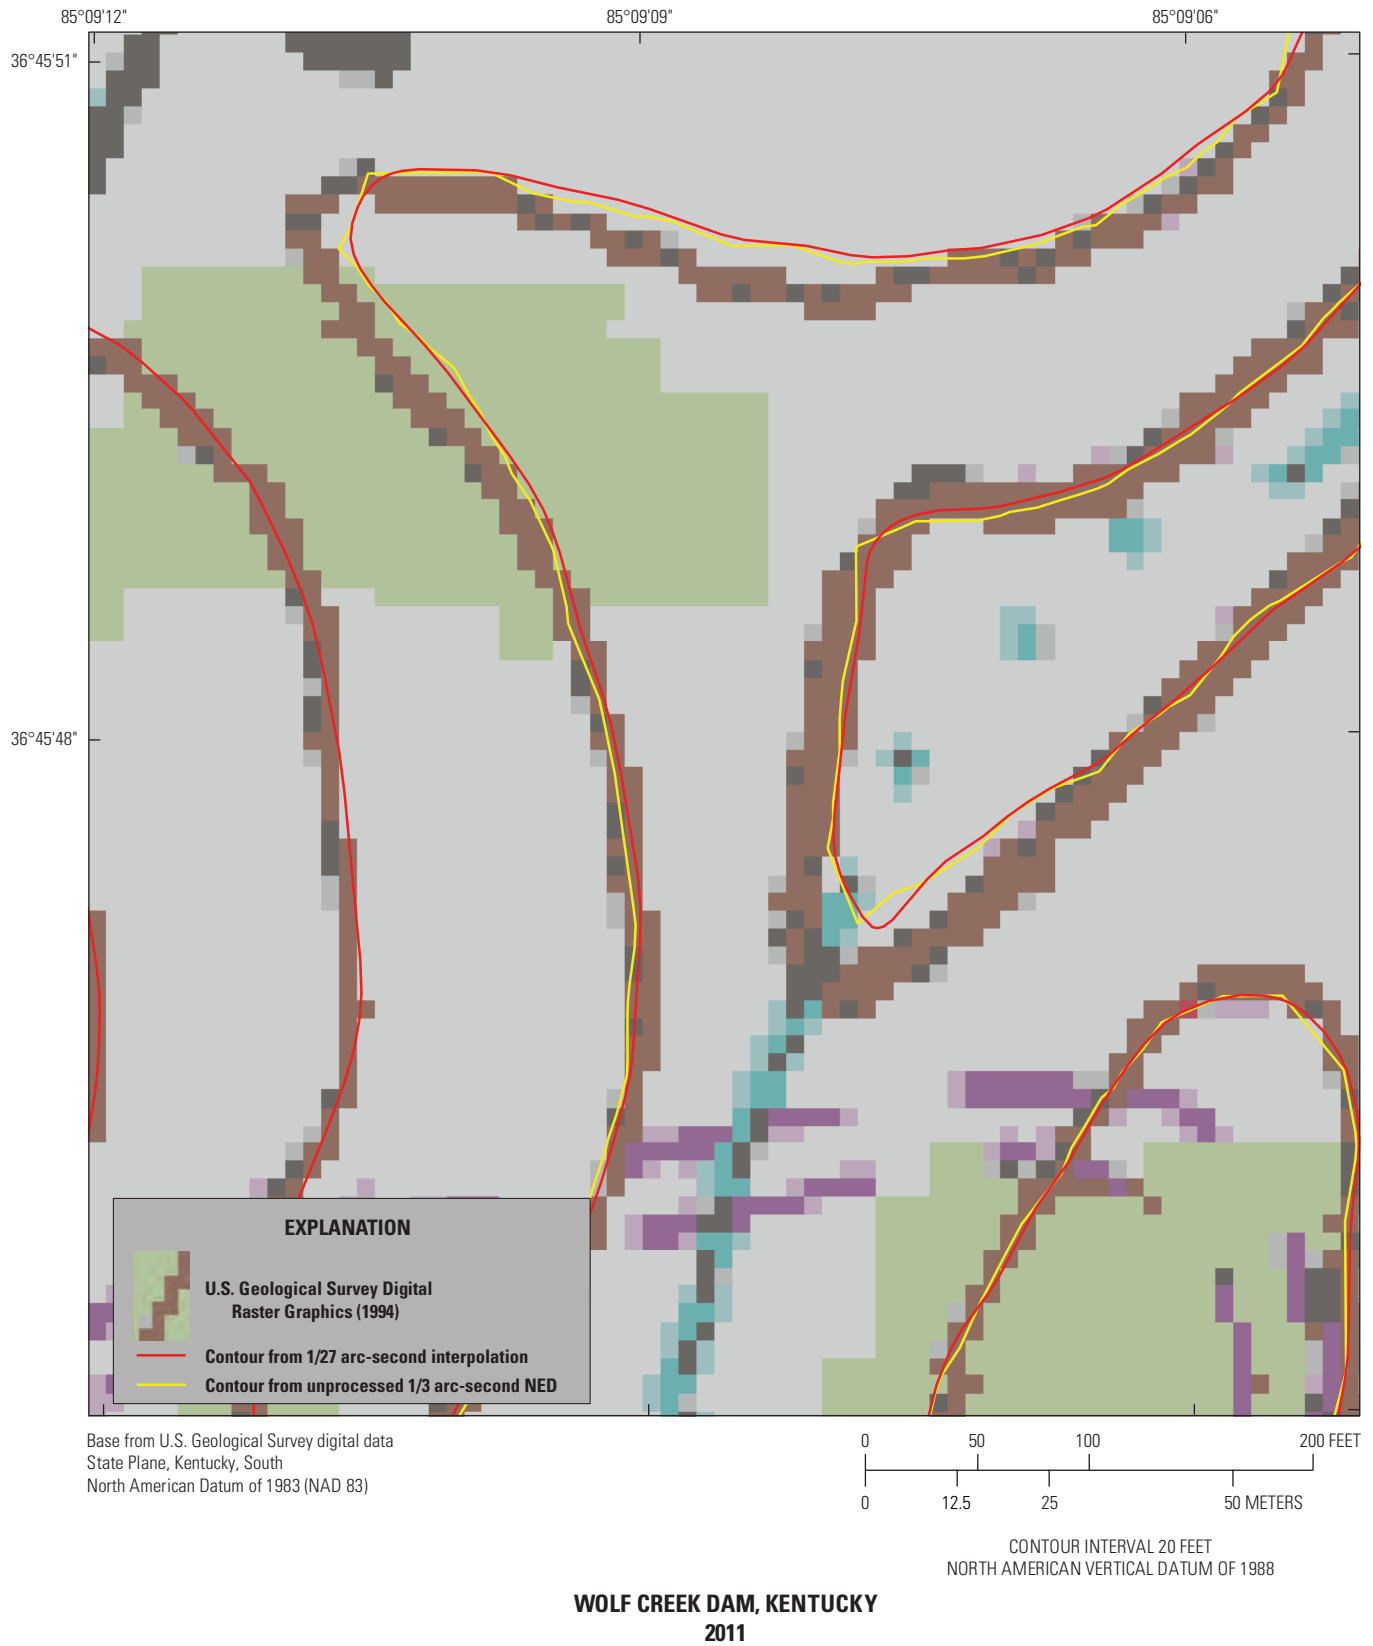 85°09'12" 85°09'09" 85°09'06"
36°45'51"
36°45'48"
EXPLANATION
U.S. Geological Survey Digital
Raster Graphics (1994)
Contour from 1/27 arc-second interpolation
Contour from unprocessed 1/3 arc-second NED
Base from U.S. Geological Survey digital data
State Plane, Kentucky, South
North American Datum of 1983 (NAD 83)
0 50 100 200 FEET
0 12.5 25 50 METERS
CONTOUR INTERVAL 20 FEET
NORTH AMERICAN VERTICAL DATUM OF 1988
WOLF CREEK DAM, KENTUCKY
2011